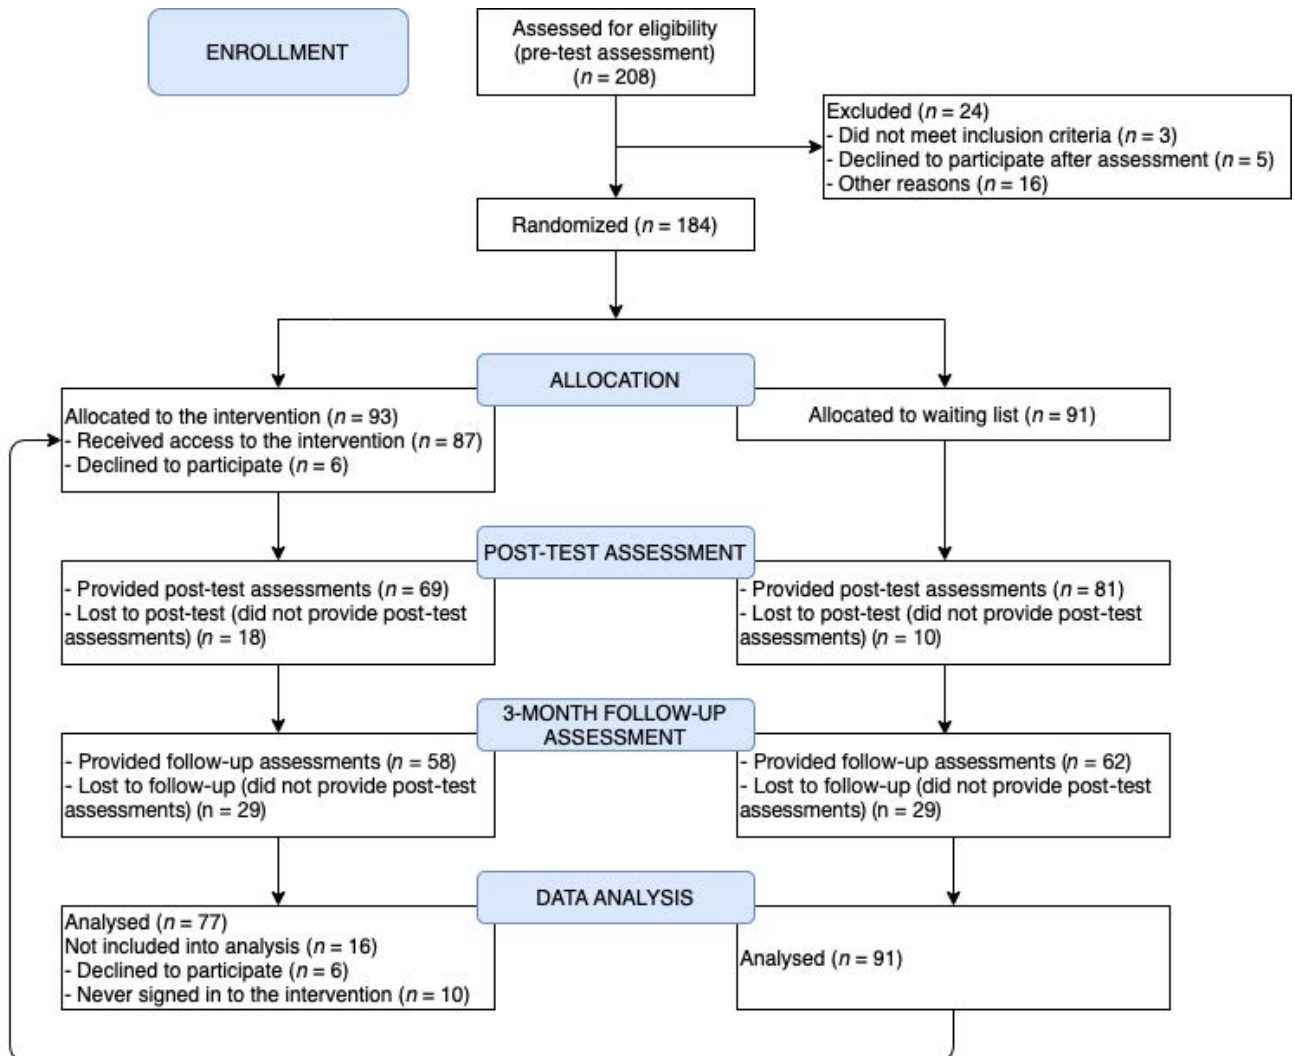 ENROLLMENT
Assessed for eligibility
(pre-test assessment)
(n = 208)
Excluded (n = 24)
- Did not meet inclusion criteria (n = 3)
- Declined to participate after assessment (n = 5)
- Other reasons (n = 16)
Randomized (n = 184)
ALLOCATION
Allocated to the intervention (n = 93)
- Received access to the intervention (n = 87)
- Declined to participate (n = 6)
Allocated to waiting list (n = 91)
POST-TEST ASSESSMENT
- Provided post-test assessments (n = 69)
- Lost to post-test (did not provide post-test
assessments) (n = 18)
- Provided post-test assessments (n = 81)
- Lost to post-test (did not provide post-test
assessments) (n = 10)
3-MONTH FOLLOW-UP
ASSESSMENT
- Provided follow-up assessments (n = 58)
- Lost to follow-up (did not provide post-test
assessments) (n = 29)
- Provided follow-up assessments (n = 62)
- Lost to follow-up (did not provide post-test
assessments) (n = 29)
DATA ANALYSIS
Analysed (n = 77)
Not included into analysis (n = 16)
- Declined to participate (n = 6)
- Never signed in to the intervention (n = 10)
Analysed (n = 91)